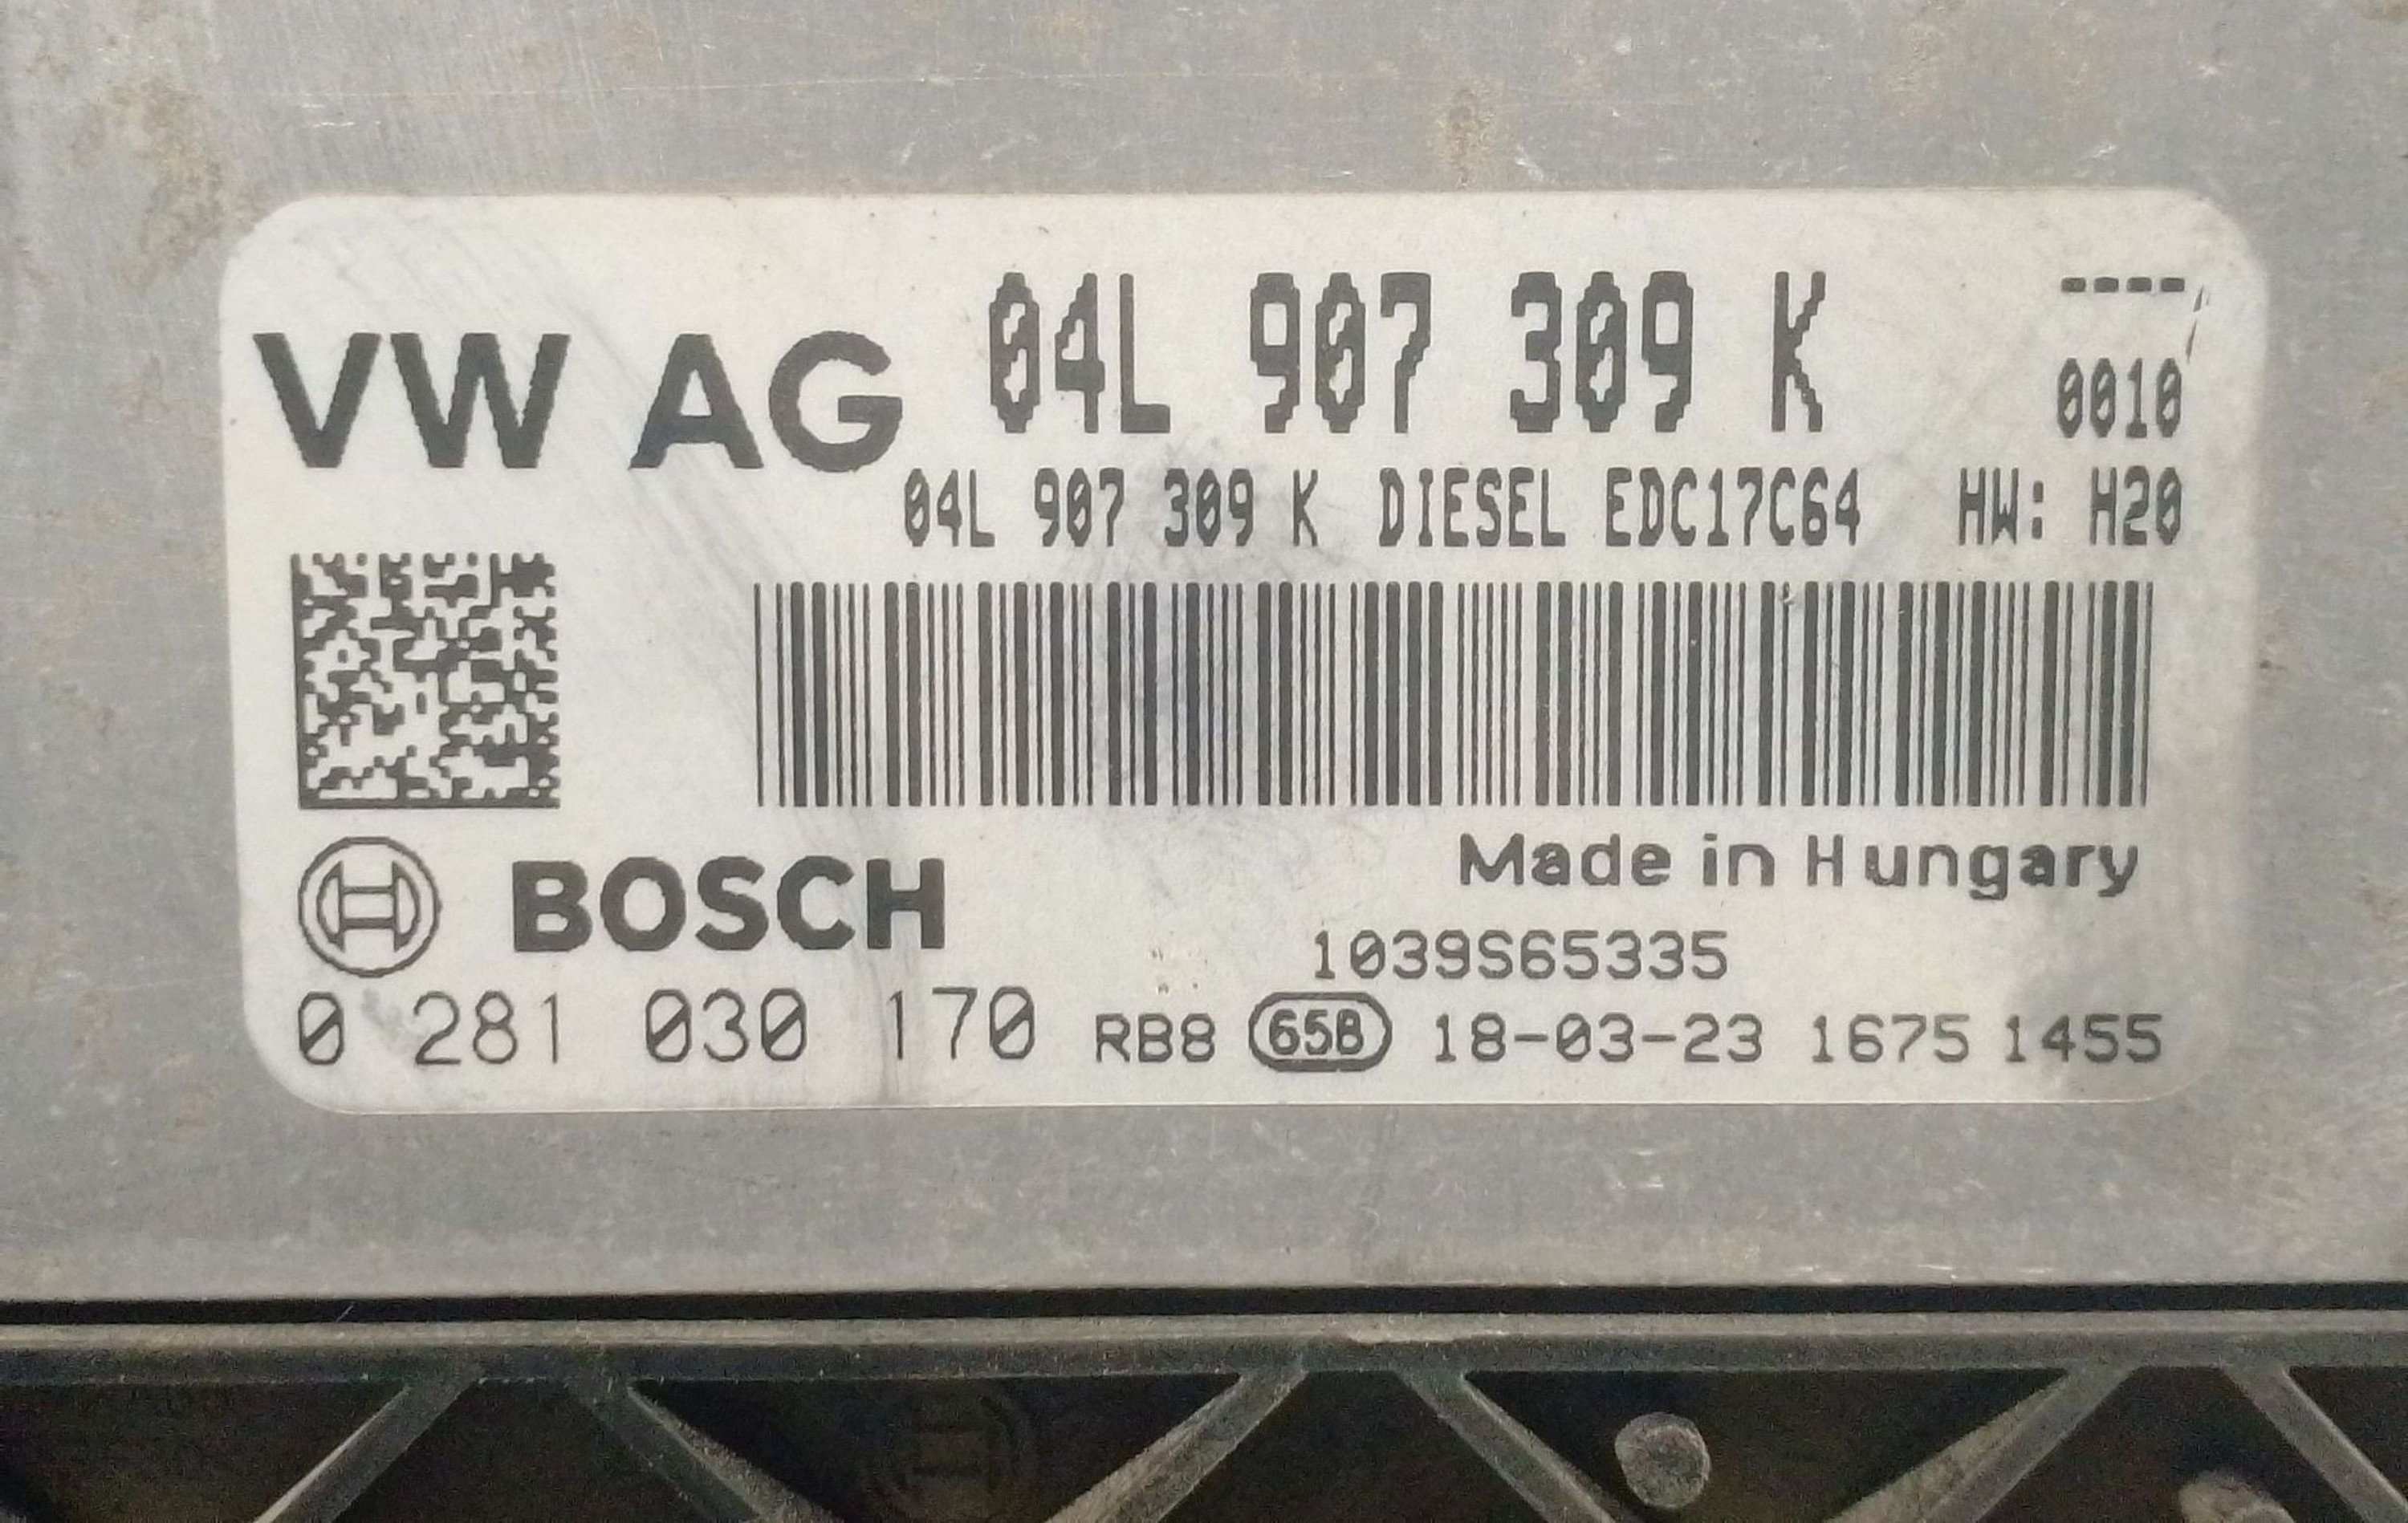 VW AG 04L 907 309 K ----
0010
04L 907 309 K DIESEL EDC17C64 HW: H20
Made in Hungary
BOSCH
1039S65335
0 281 030 170 RB8 65B 18-03-23 1675 1455